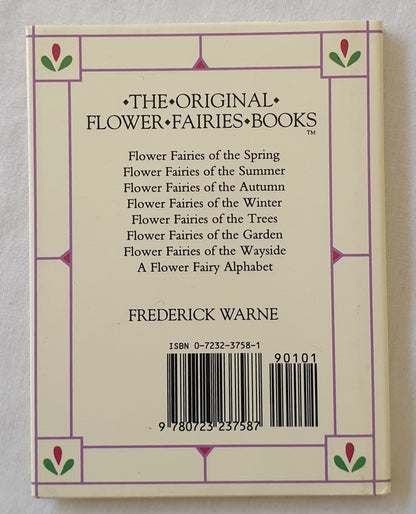 •THE•ORIGINAL•
FLOWER•FAIRIES•BOOKS
TM
Flower Fairies of the Spring
Flower Fairies of the Summer
Flower Fairies of the Autumn
Flower Fairies of the Winter
Flower Fairies of the Trees
Flower Fairies of the Garden
Flower Fairies of the Wayside
A Flower Fairy Alphabet
FREDERICK WARNE
ISBN 0-7232-3758-1
90101
9 780723 237587